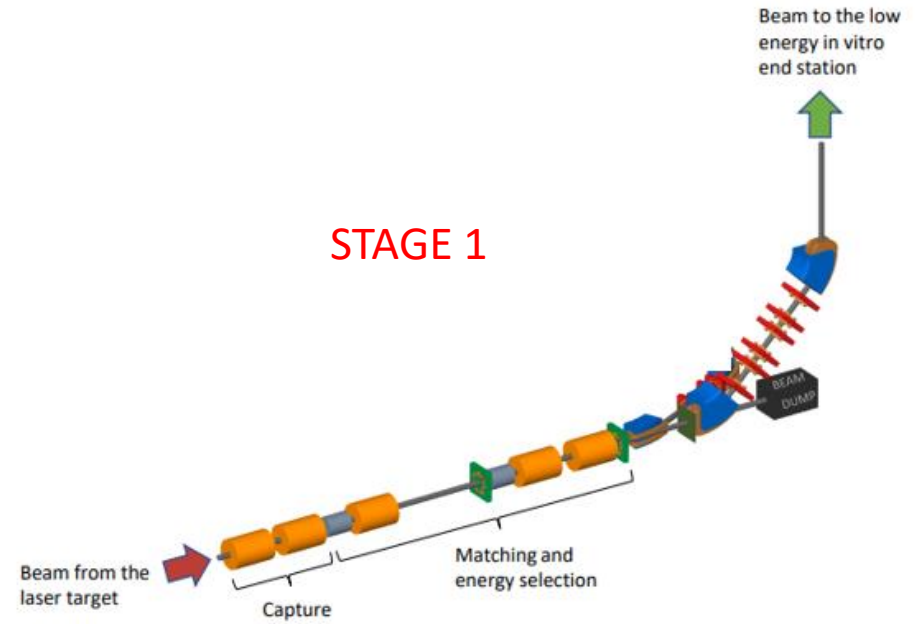 Beam to the low
energy in vitro
end station
STAGE 1
BEAM
DUMP
Matching and
energy selection
Beam from the
laser target
Capture